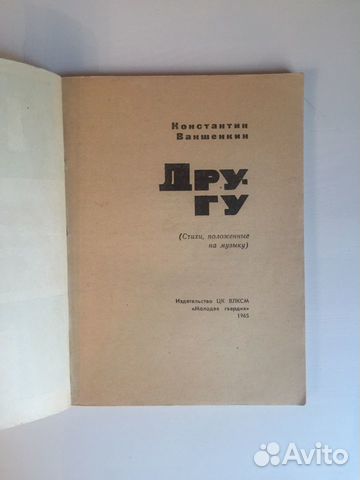 Константин
Ваншенкин
ДРУ-
ГУ
(Стихи, положенные
на музыку)
Издательство ЦК ВЛКСМ
«Молодая гвардия»
1965
Avito